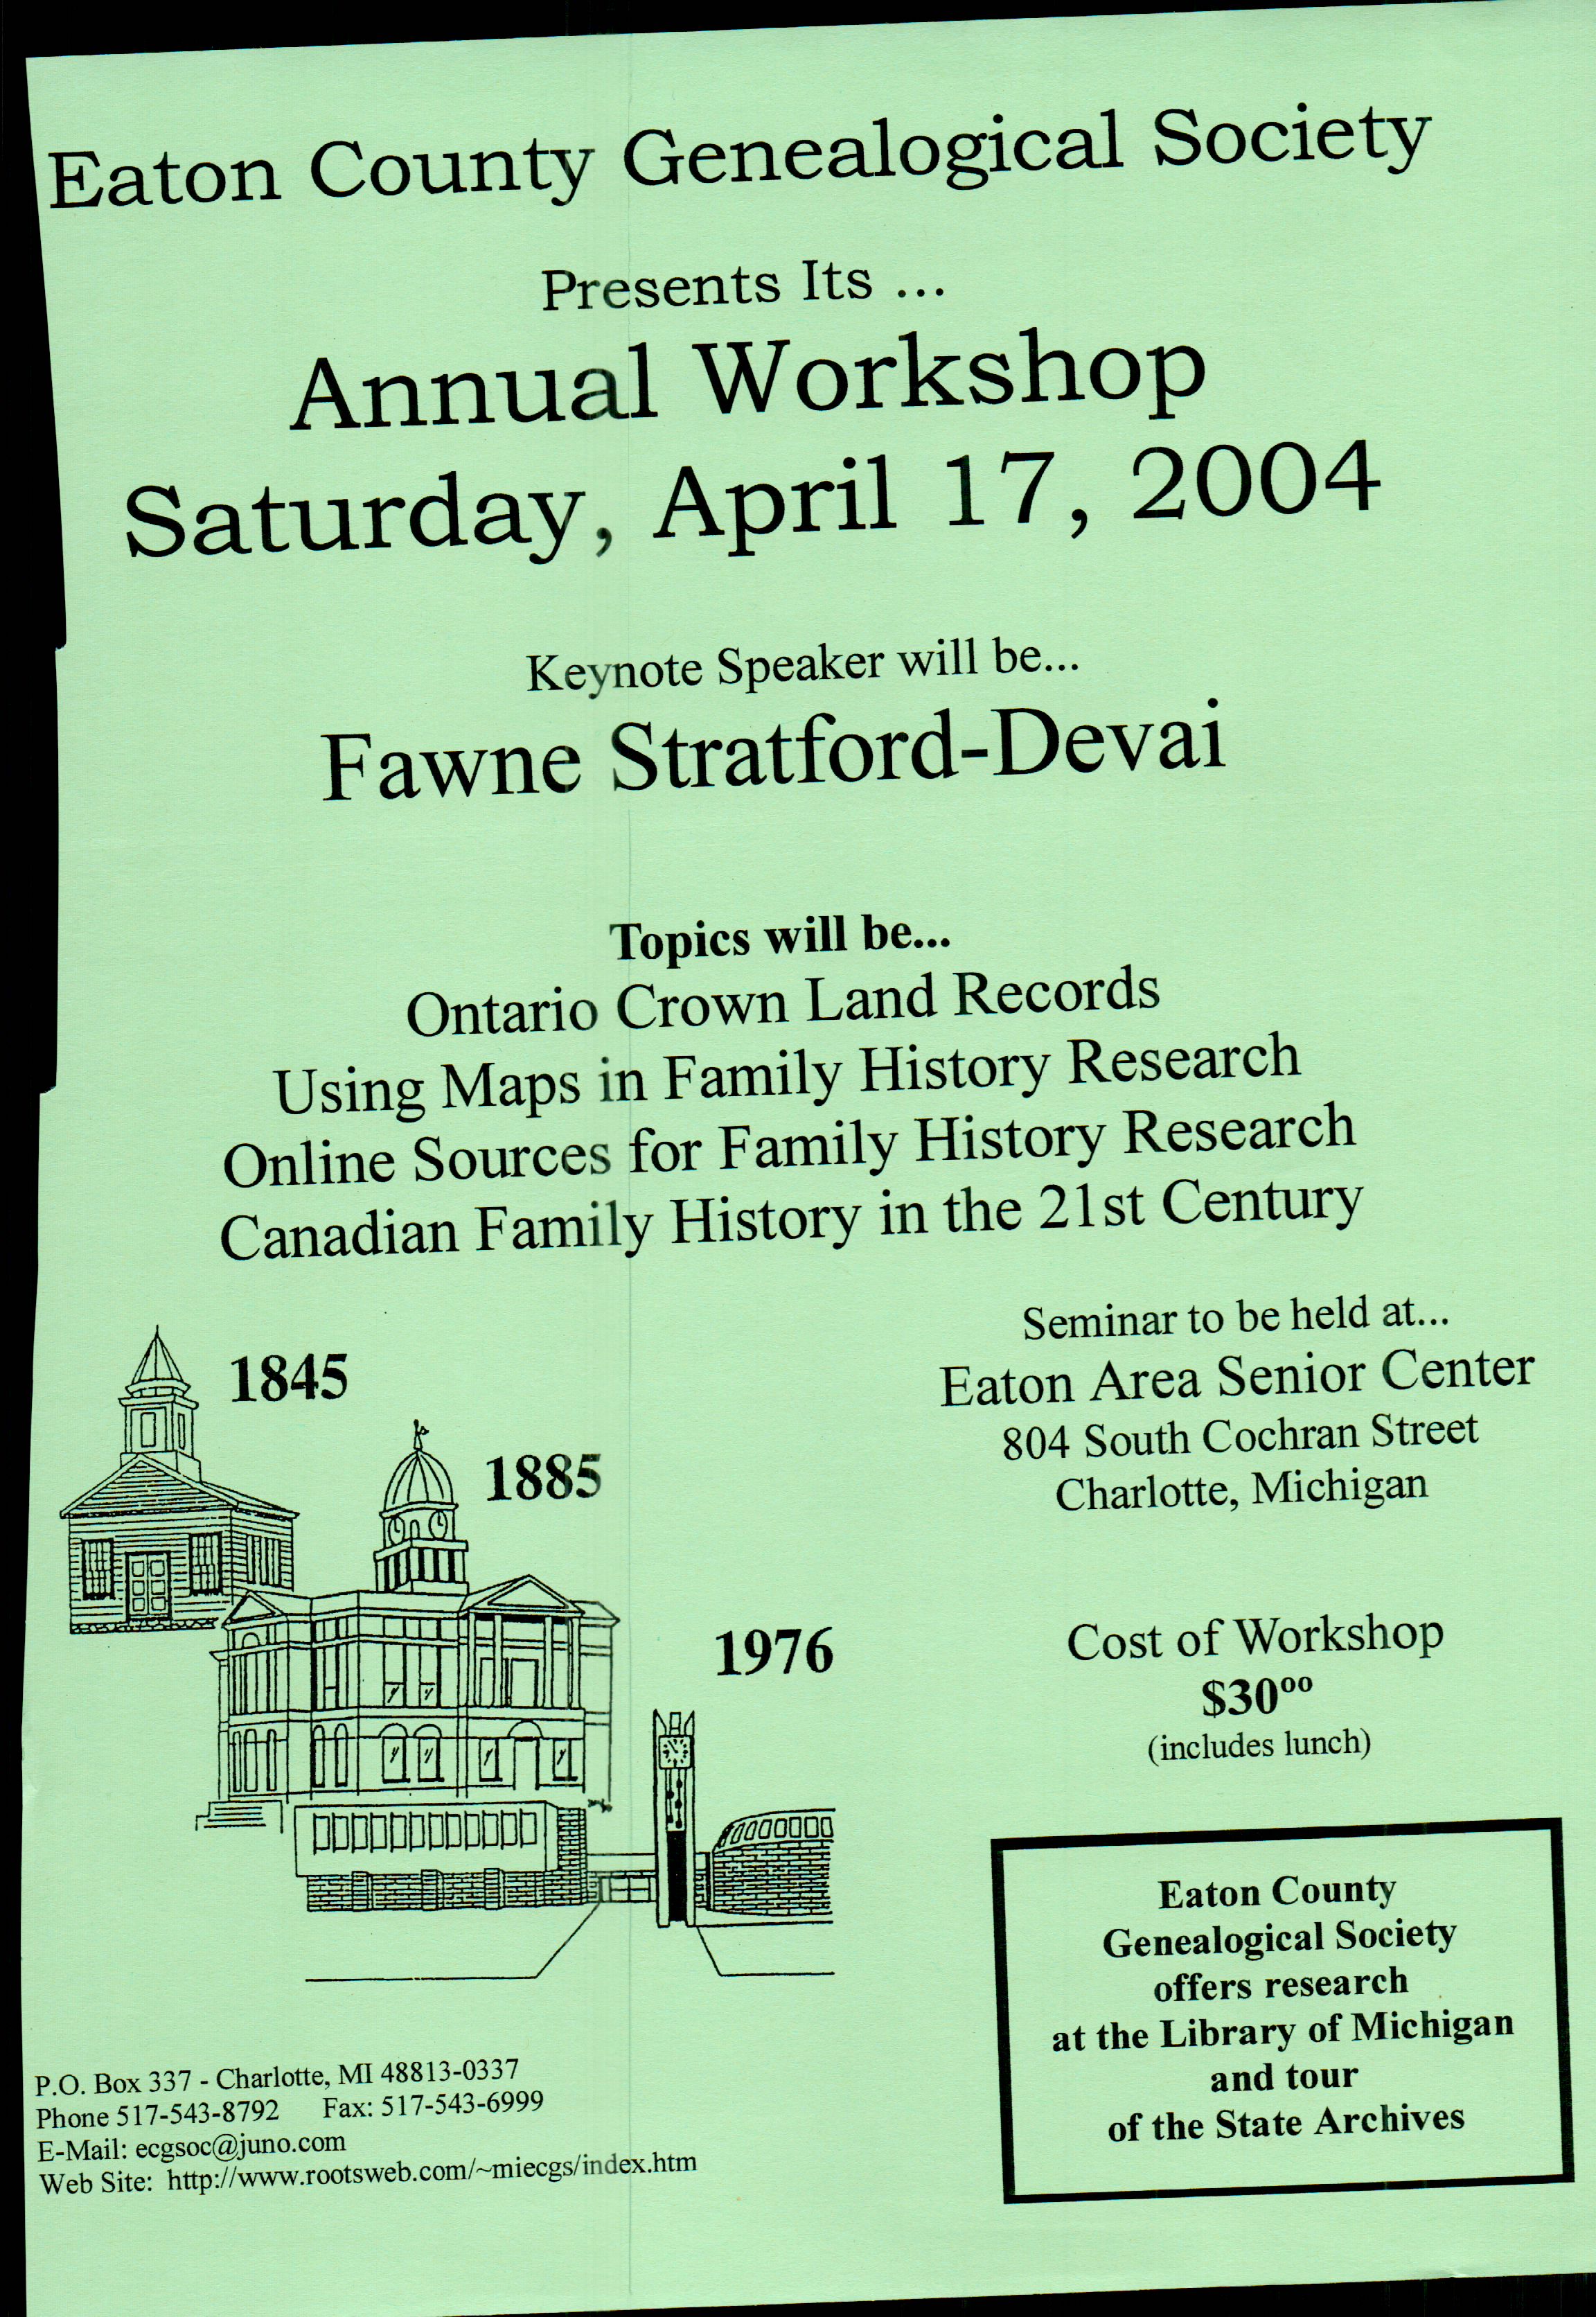 Eaton County Genealogical Society
Presents Its ...
Annual Workshop
Saturday, April 17, 2004
Keynote Speaker will be...
Fawne Stratford-Devai
Topics will be...
Ontario Crown Land Records
Using Maps in Family History Research
Online Sources for Family History Research
Canadian Family History in the 21st Century
1845
1885
1976
Seminar to be held at...
Eaton Area Senior Center
804 South Cochran Street
Charlotte, Michigan
Cost of Workshop
$30⁰⁰
(includes lunch)
Eaton County
Genealogical Society
offers research
at the Library of Michigan
and tour
of the State Archives
P.O. Box 337 - Charlotte, MI 48813-0337
Phone 517-543-8792 Fax: 517-543-6999
E-Mail: ecgsoc@juno.com
Web Site: http://www.rootsweb.com/~miecgs/index.htm